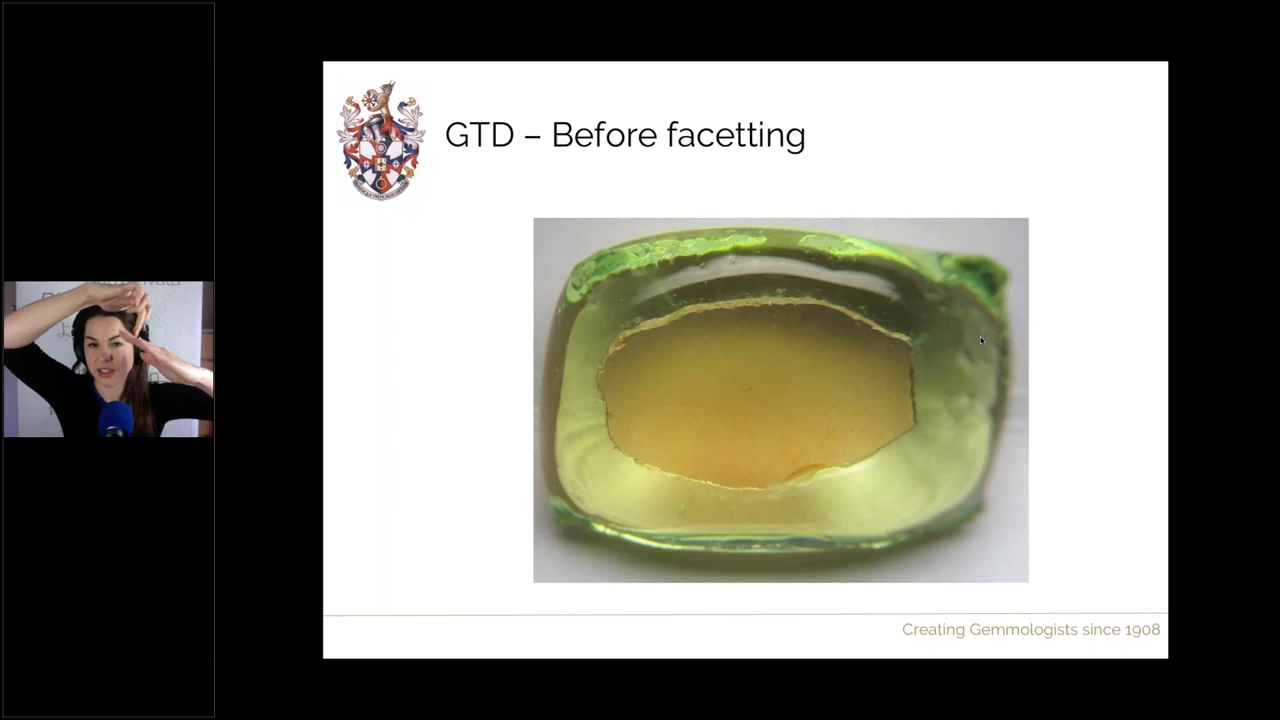 GTD – Before facetting
Creating Gemmologists since 1908